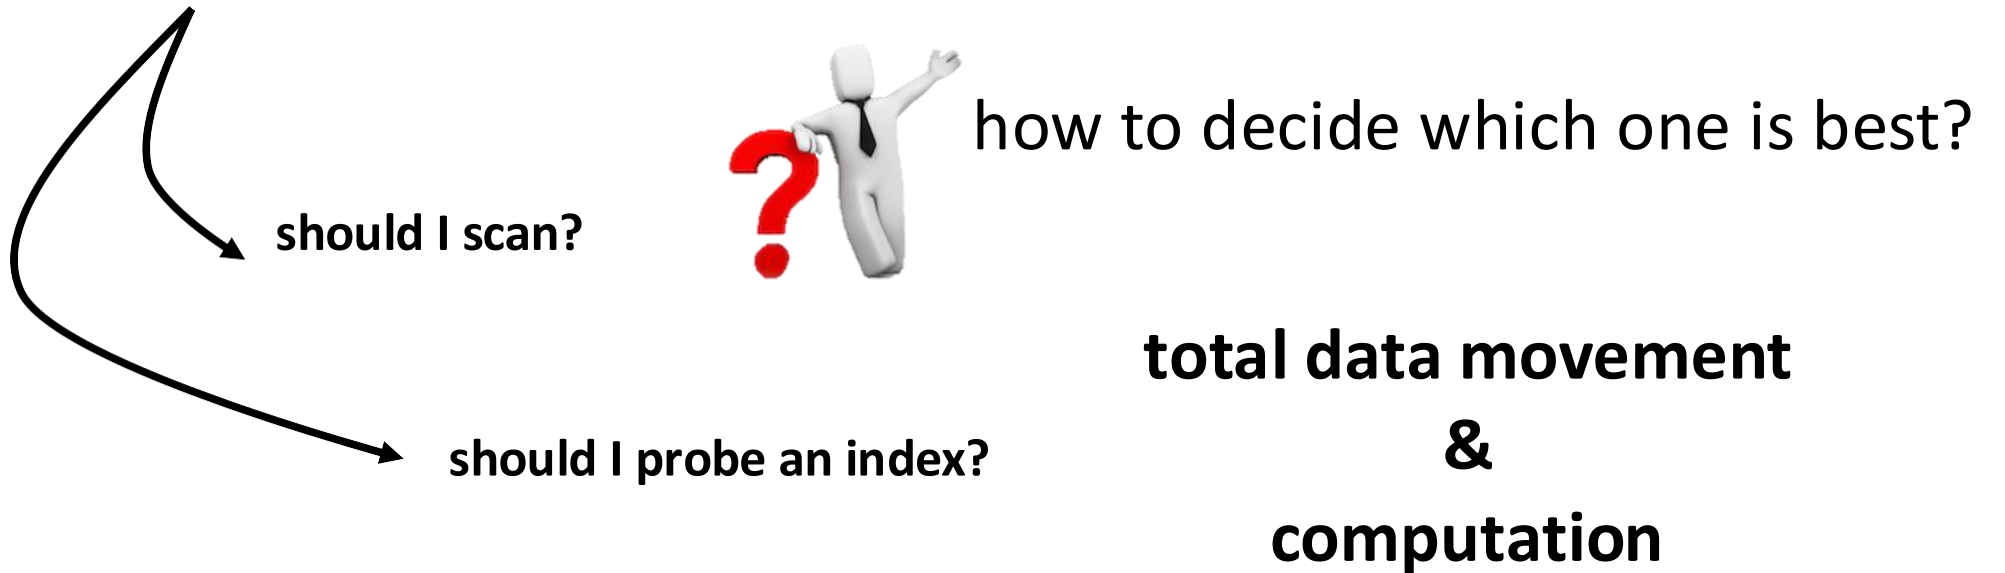 how to decide which one is best?
should I scan?
total data movement
&
should I probe an index?
computation